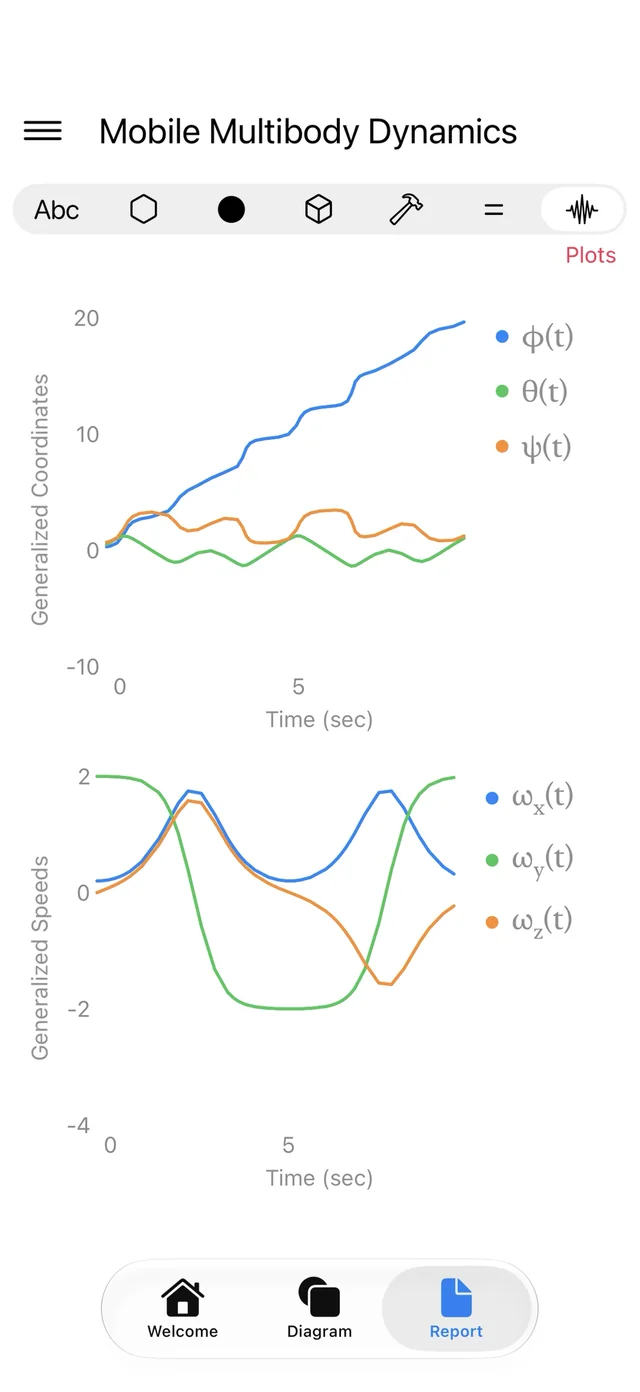 Mobile Multibody Dynamics
Abc
=
Plots
Generalized Coordinates
20
10
0
-10
0 5
Time (sec)
ϕ(t)
θ(t)
ψ(t)
Generalized Speeds
2
0
-2
-4
0 5
Time (sec)
ωx(t)
ωy(t)
ωz(t)
Welcome Diagram Report